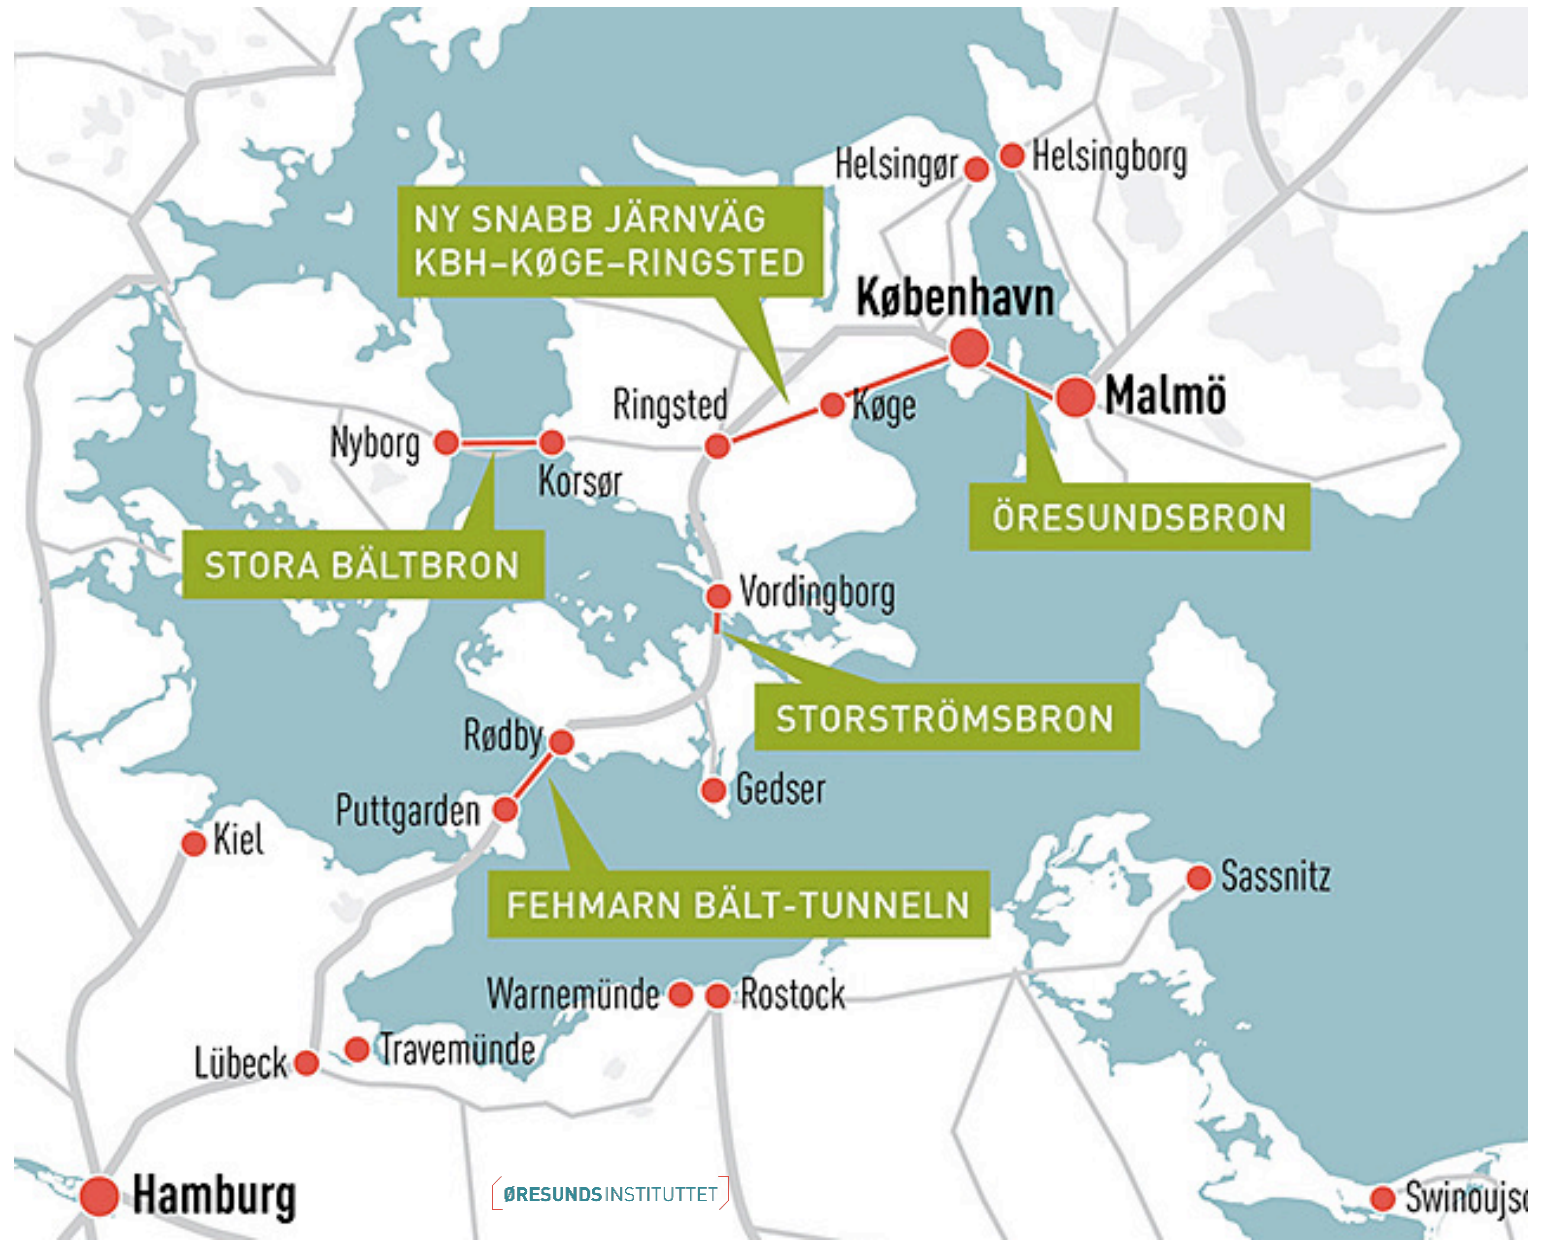 Helsingør
Helsingborg
NY SNABB JÄRNVÄG
KBH–KØGE–RINGSTED
København
Malmö
Ringsted
Køge
Nyborg
Korsør
ÖRESUNDSBRON
STORA BÄLTBRON
Vordingborg
STORSTRÖMSBRON
Rødby
Gedser
Puttgarden
Kiel
Sassnitz
FEHMARN BÄLT-TUNNELN
Warnemünde
Rostock
Travemünde
Lübeck
Hamburg
ØRESUNDSINSTITUTTET